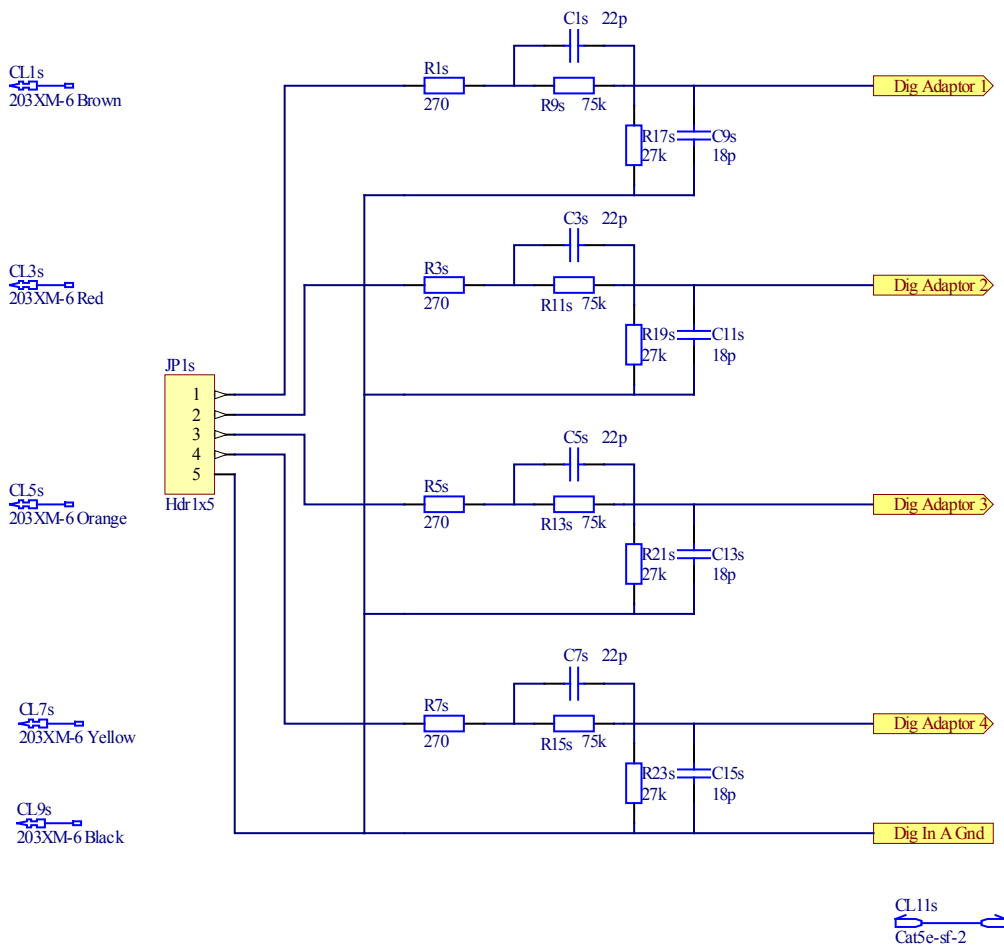 C1s 22p
CL1s
203XM-6 Brown
R1s
270
R9s 75k
Dig Adaptor 1
R17s
27k
C9s
18p
C3s 22p
CL3s
203XM-6 Red
R3s
270
R11s 75k
Dig Adaptor 2
R19s
27k
C11s
18p
JP1s
1
2
3
4
5
Hdr1x5
C5s 22p
CL5s
203XM-6 Orange
R5s
270
R13s 75k
Dig Adaptor 3
R21s
27k
C13s
18p
C7s 22p
CL7s
203XM-6 Yellow
R7s
270
R15s 75k
Dig Adaptor 4
R23s
27k
C15s
18p
CL9s
203XM-6 Black
Dig In A Gnd
CL11s
Cat5e-sf-2